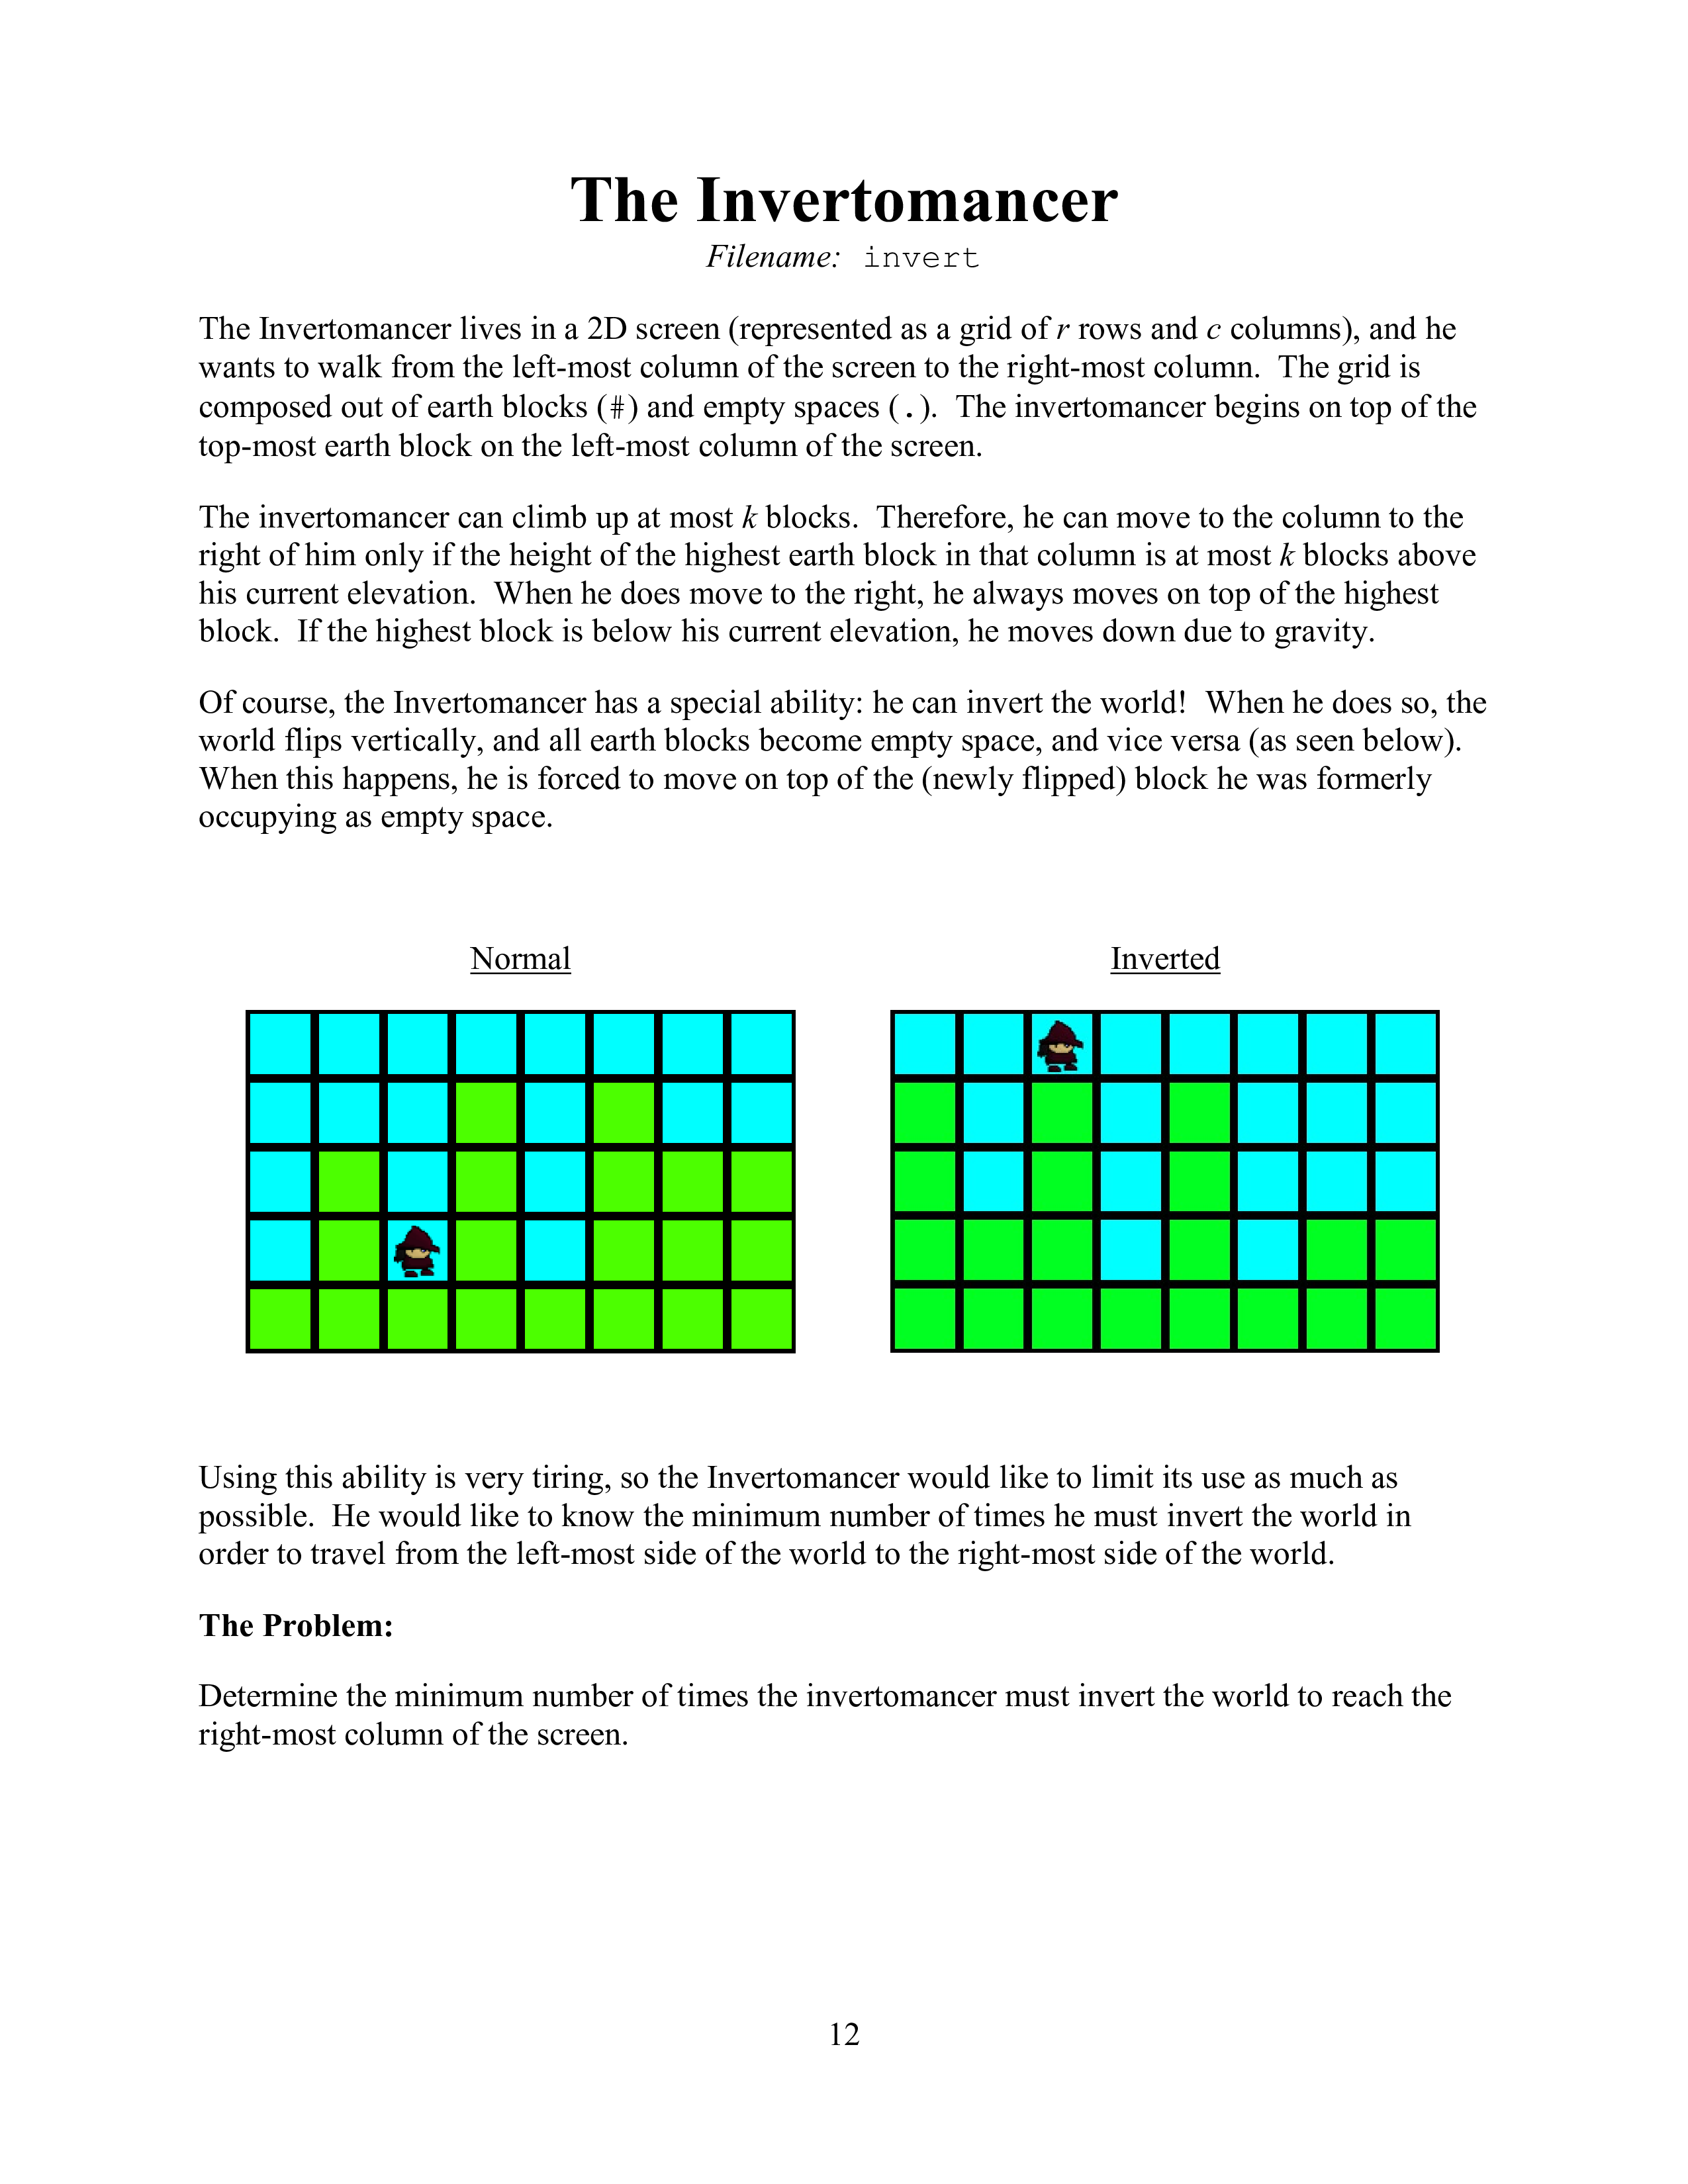 The Invertomancer
Filename: invert
The Invertomancer lives in a 2D screen (represented as a grid of r rows and c columns), and he
wants to walk from the left-most column of the screen to the right-most column. The grid is
composed out of earth blocks (#) and empty spaces (.). The invertomancer begins on top of the
top-most earth block on the left-most column of the screen.
The invertomancer can climb up at most k blocks. Therefore, he can move to the column to the
right of him only if the height of the highest earth block in that column is at most k blocks above
his current elevation. When he does move to the right, he always moves on top of the highest
block. If the highest block is below his current elevation, he moves down due to gravity.
Of course, the Invertomancer has a special ability: he can invert the world! When he does so, the
world flips vertically, and all earth blocks become empty space, and vice versa (as seen below).
When this happens, he is forced to move on top of the (newly flipped) block he was formerly
occupying as empty space.
Normal Inverted
Using this ability is very tiring, so the Invertomancer would like to limit its use as much as
possible. He would like to know the minimum number of times he must invert the world in
order to travel from the left-most side of the world to the right-most side of the world.
The Problem:
Determine the minimum number of times the invertomancer must invert the world to reach the
right-most column of the screen.
12